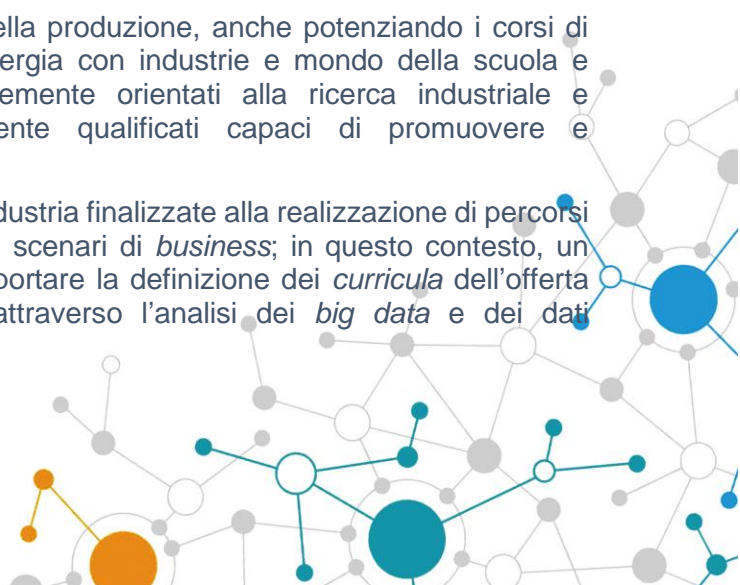 ella produzione, anche potenziando i corsi di
ergia con industrie e mondo della scuola e
emente orientati alla ricerca industriale e
ente qualificati capaci di promuovere e
dustria finalizzate alla realizzazione di percorsi
i scenari di business; in questo contesto, un
portare la definizione dei curricula dell’offerta
attraverso l’analisi dei big data e dei dati